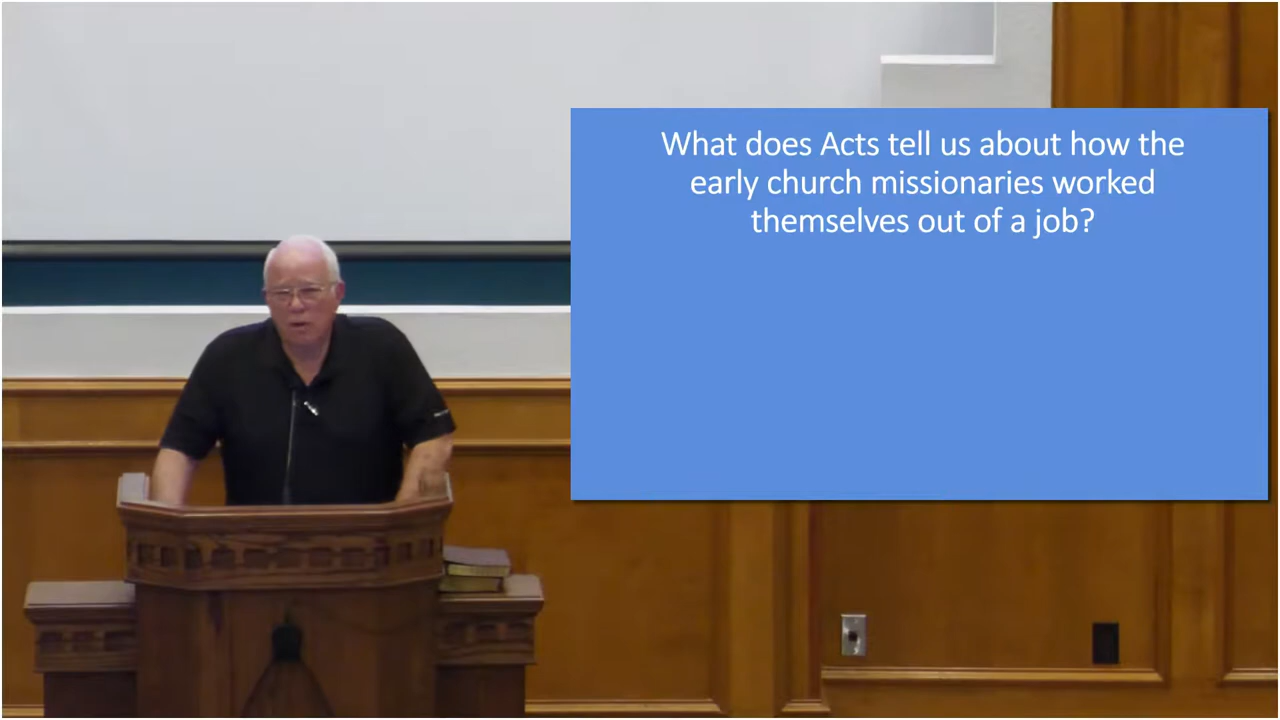 What does Acts tell us about how the
early church missionaries worked
themselves out of a job?